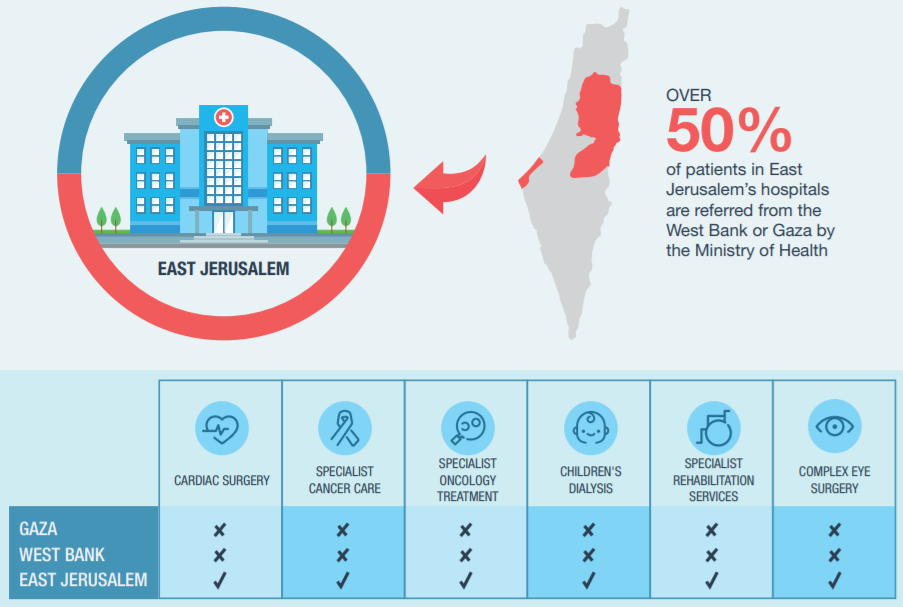 OVER
50%
of patients in East
Jerusalem's hospitals
are referred from the
West Bank or Gaza by
the Ministry of Health
EAST JERUSALEM
CARDIAC SURGERY
SPECIALIST
CANCER CARE
SPECIALIST
ONCOLOGY
TREATMENT
CHILDREN'S
DIALYSIS
SPECIALIST
REHABILITATION
SERVICES
COMPLEX EYE
SURGERY
GAZA ✘ ✘ ✘ ✘ ✘ ✘
WEST BANK ✘ ✘ ✘ ✘ ✘ ✘
EAST JERUSALEM ✓ ✓ ✓ ✓ ✓ ✓